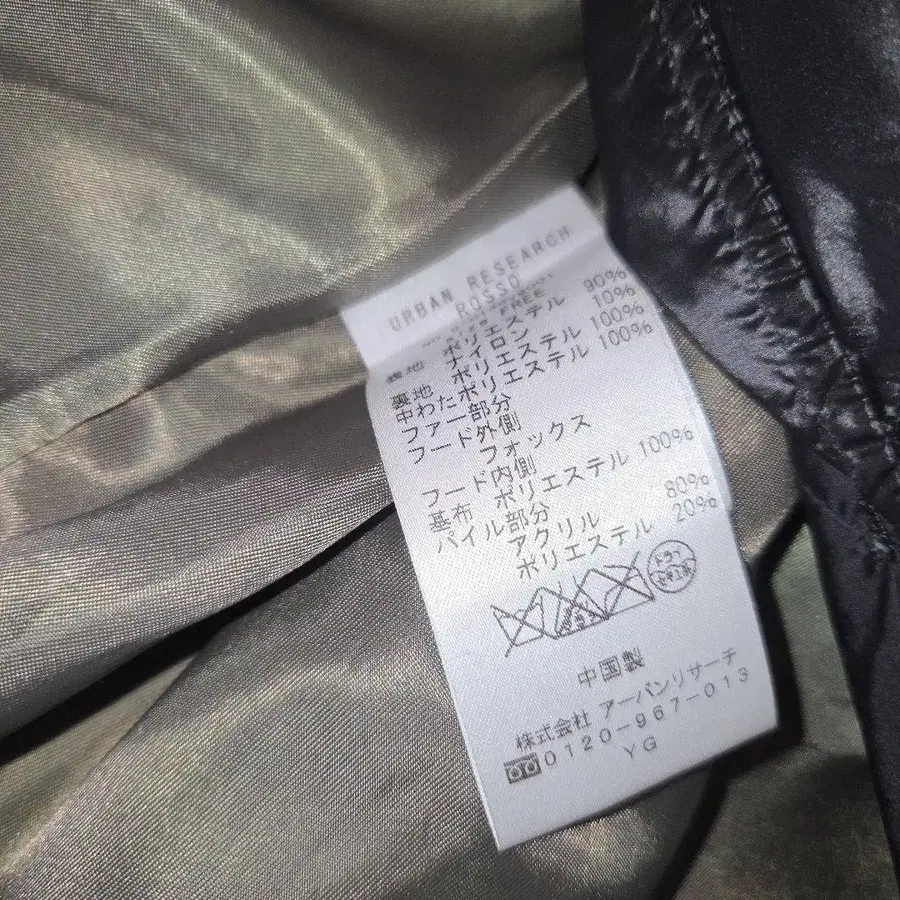 URBAN RESEARCH
ROSSO
FREE
表地 ポリエステル 90%
ナイロン 10%
裏地 ポリエステル 100%
中わたポリエステル 100%
ファー部分
フード外側
フォックス
フード内側
基布 ポリエステル 100%
パイル部分
アクリル 80%
ポリエステル 20%
ドライ
中国製
株式会社 アーバンリサーチ
0120-967-013
YG